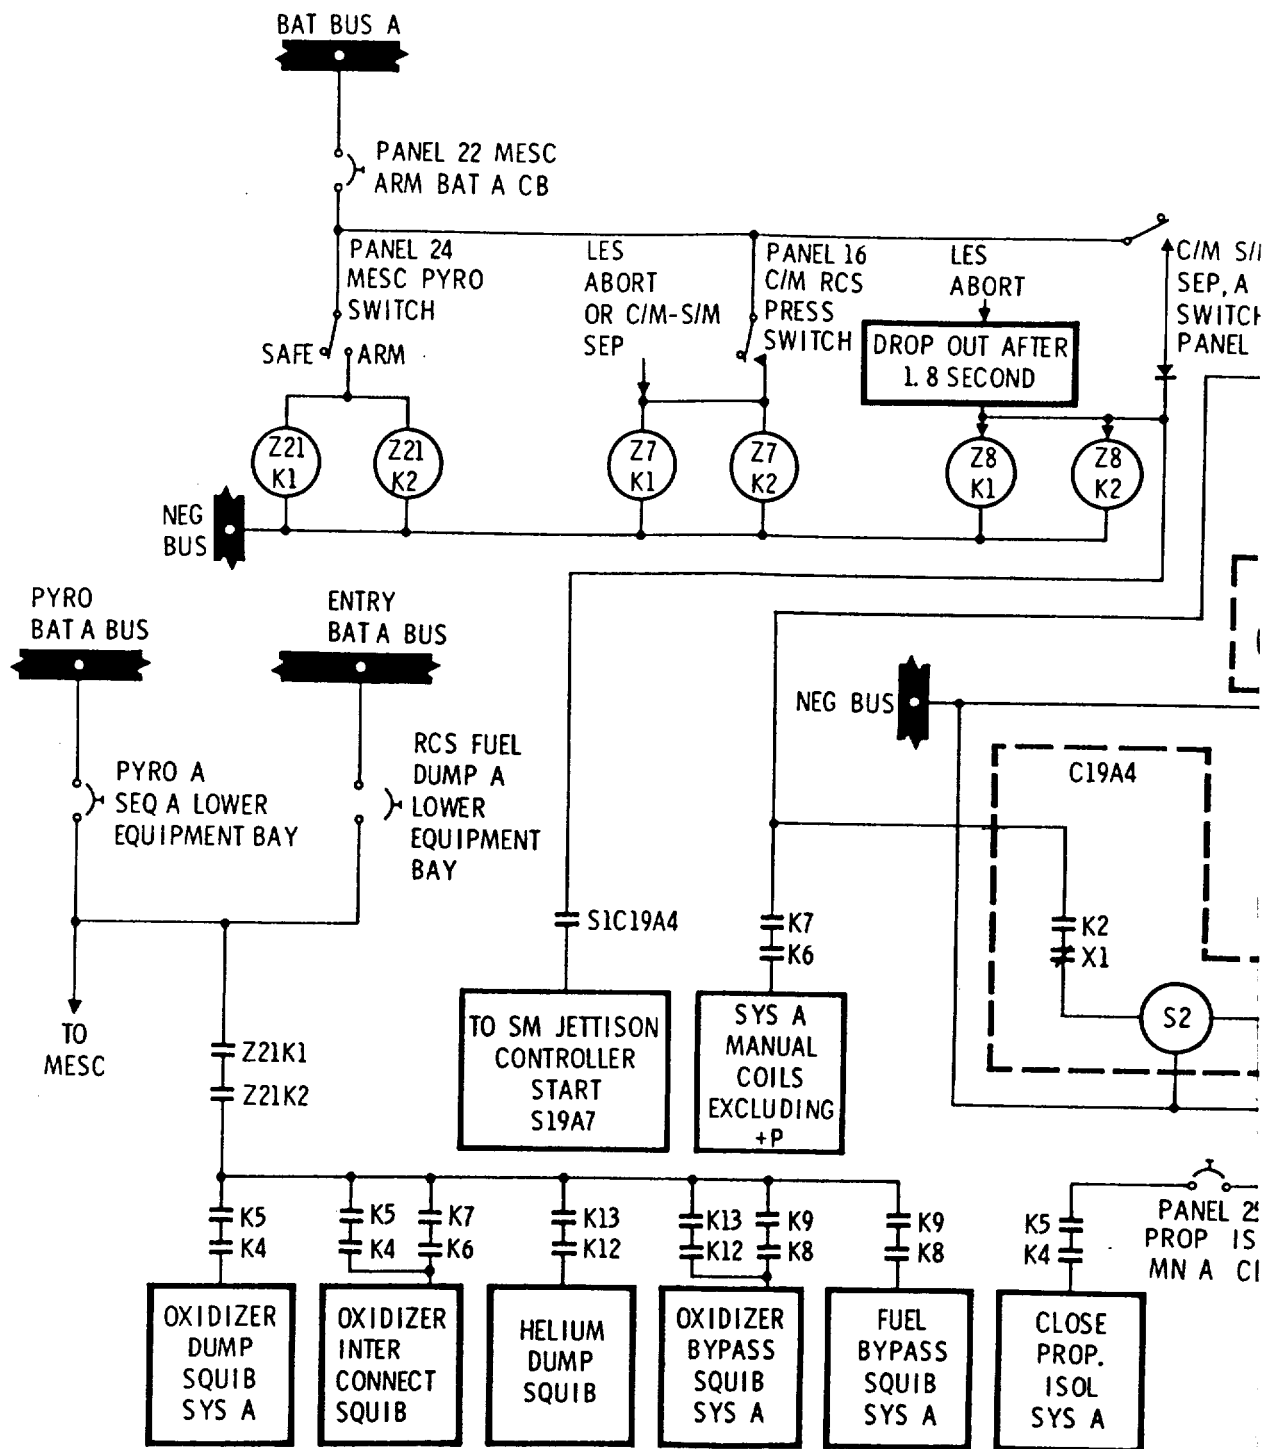 BAT BUS A
PANEL 22 MESC
ARM BAT A CB
PANEL 24
MESC PYRO
SWITCH
SAFE
ARM
LES
ABORT
OR C/M-S/M
SEP
PANEL 16
C/M RCS
PRESS
SWITCH
LES
ABORT
DROP OUT AFTER
1.8 SECOND
C/M
SEP, A
PANEL
Z21
K1
Z21
K2
Z7
K1
Z7
K2
Z8
K1
Z8
K2
NEG
BUS
PYRO
BAT A BUS
ENTRY
BAT A BUS
NEG BUS
PYRO A
SEQ A LOWER
EQUIPMENT BAY
RCS FUEL
DUMP A
LOWER
EQUIPMENT
BAY
C19A4
S1C19A4
K7
K6
K2
X1
S2
TO
MESC
Z21K1
Z21K2
TO SM JETTISON
CONTROLLER
START
S19A7
SYS A
MANUAL
COILS
EXCLUDING
+P
K5
K4
K5
K4
K7
K6
K13
K12
K13
K12
K9
K8
K9
K8
K5
K4
PANEL
PROP
MN A
OXIDIZER
DUMP
SQUIB
SYS A
OXIDIZER
INTER
CONNECT
SQUIB
HELIUM
DUMP
SQUIB
OXIDIZER
BYPASS
SQUIB
SYS A
FUEL
BYPASS
SQUIB
SYS A
CLOSE
PROP.
ISOL
SYS A